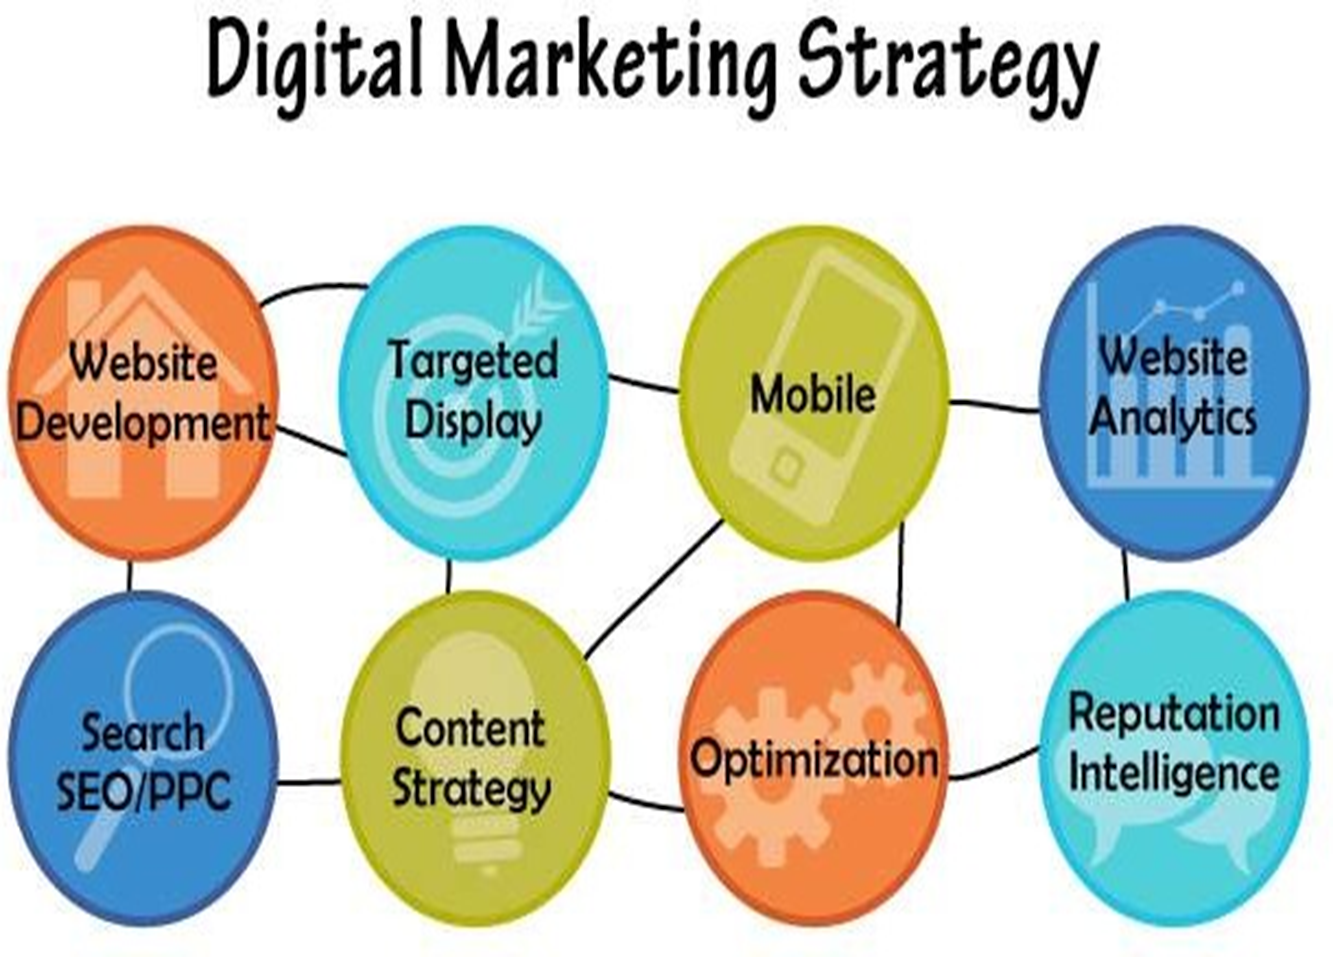 Digital Marketing Strategy
Website
Development
Targeted
Display
Mobile
Website
Analytics
Search
SEO/PPC
Content
Strategy
Optimization
Reputation
Intelligence